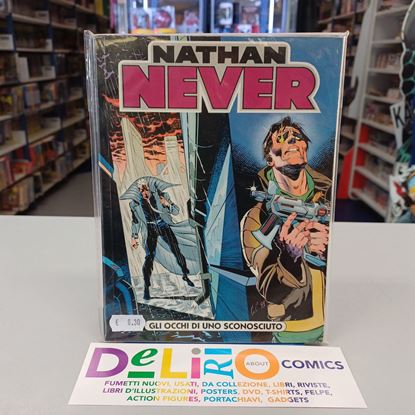 NATHAN
NEVER
GLI OCCHI DI UNO SCONOSCIUTO
DeLiRiO ABOUT COMICS
FUMETTI NUOVI, USATI, DA COLLEZIONE, LIBRI, RIVISTE,
LIBRI D'ILLUSTRAZIONI, POSTERS, DVD, T-SHIRTS, FELPE,
ACTION FIGURES, PORTACHIAVI, GADGETS